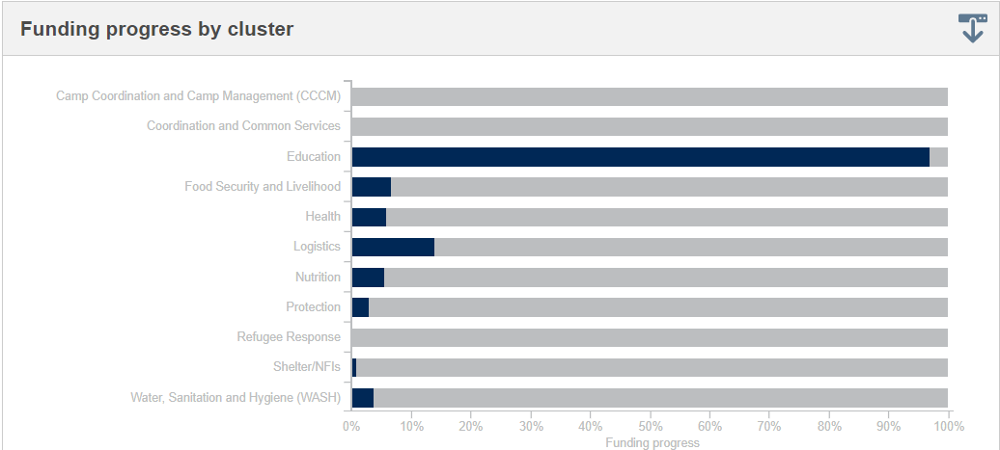 Funding progress by cluster
Camp Coordination and Camp Management (CCCM)
Coordination and Common Services
Education
Food Security and Livelihood
Health
Logistics
Nutrition
Protection
Refugee Response
Shelter/NFIs
Water, Sanitation and Hygiene (WASH)
0% 10% 20% 30% 40% 50% 60% 70% 80% 90% 100%
Funding progress